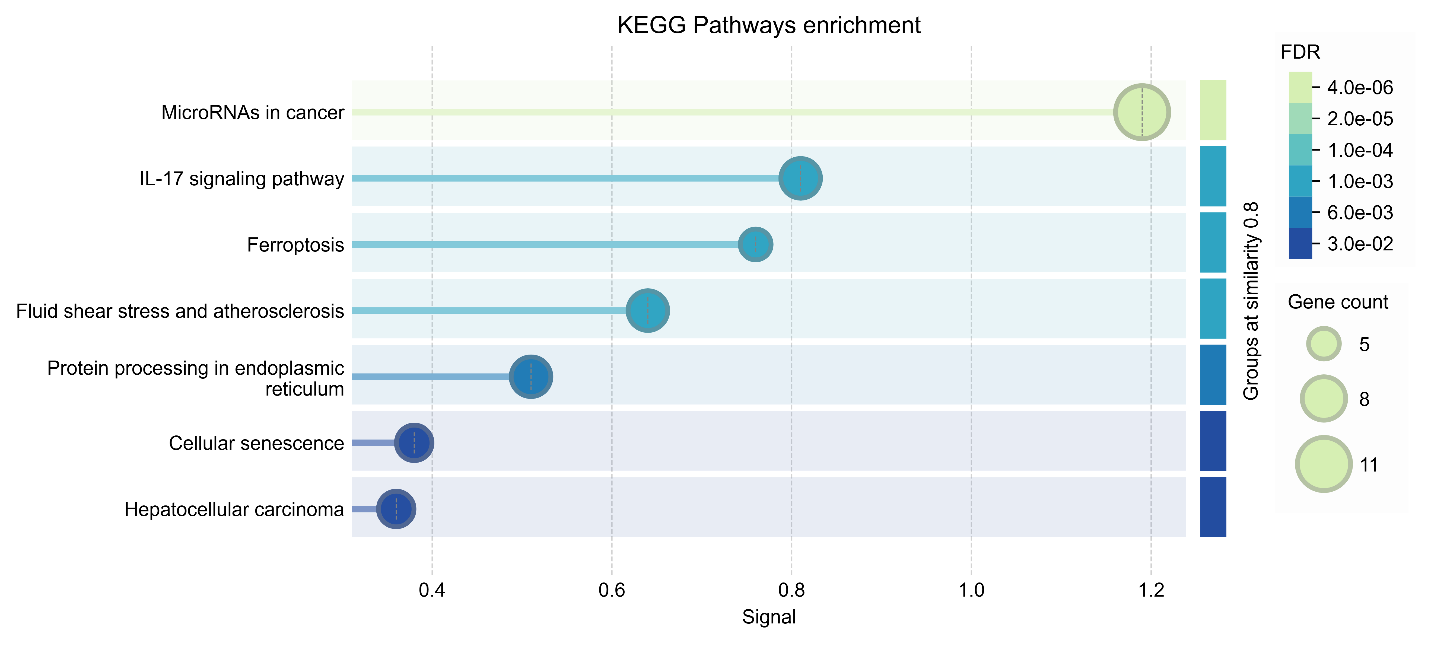 KEGG Pathways enrichment
MicroRNAs in cancer
IL-17 signaling pathway
Ferroptosis
Fluid shear stress and atherosclerosis
Protein processing in endoplasmic
reticulum
Cellular senescence
Hepatocellular carcinoma
0.4
0.6
0.8
1.0
1.2
Signal
Groups at similarity 0.8
FDR
4.0e-06
2.0e-05
1.0e-04
1.0e-03
6.0e-03
3.0e-02
Gene count
5
8
11